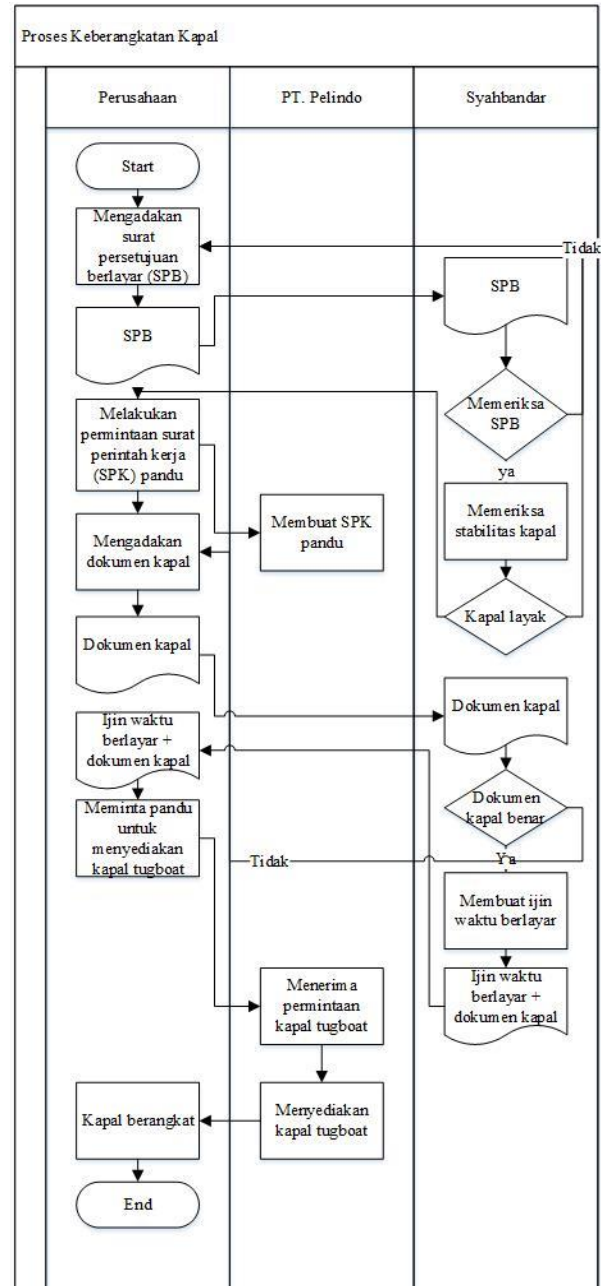 Proses Keberangkatan Kapal
Perusahaan
PT. Pelindo
Syahbandar
Start
Mengadakan
surat
persetujuan
berlayar (SPB)
Tidak
SPB
SPB
Memeriksa
SPB
ya
Melakukan
permintaan surat
perintah kerja
(SPK) pandu
Membuat SPK
pandu
Memeriksa
stabilitas kapal
Mengadakan
dokumen kapal
Kapal layak
Dokumen kapal
Dokumen kapal
Ijin waktu
berlayar +
dokumen kapal
Dokumen
kapal benar
Meminta pandu
untuk
menyediakan
kapal tugboat
Tidak
Ya
Membuat ijin
waktu berlayar
Ijin waktu
berlayar +
dokumen kapal
Menerima
permintaan
kapal tugboat
Menyediakan
kapal tugboat
Kapal berangkat
End